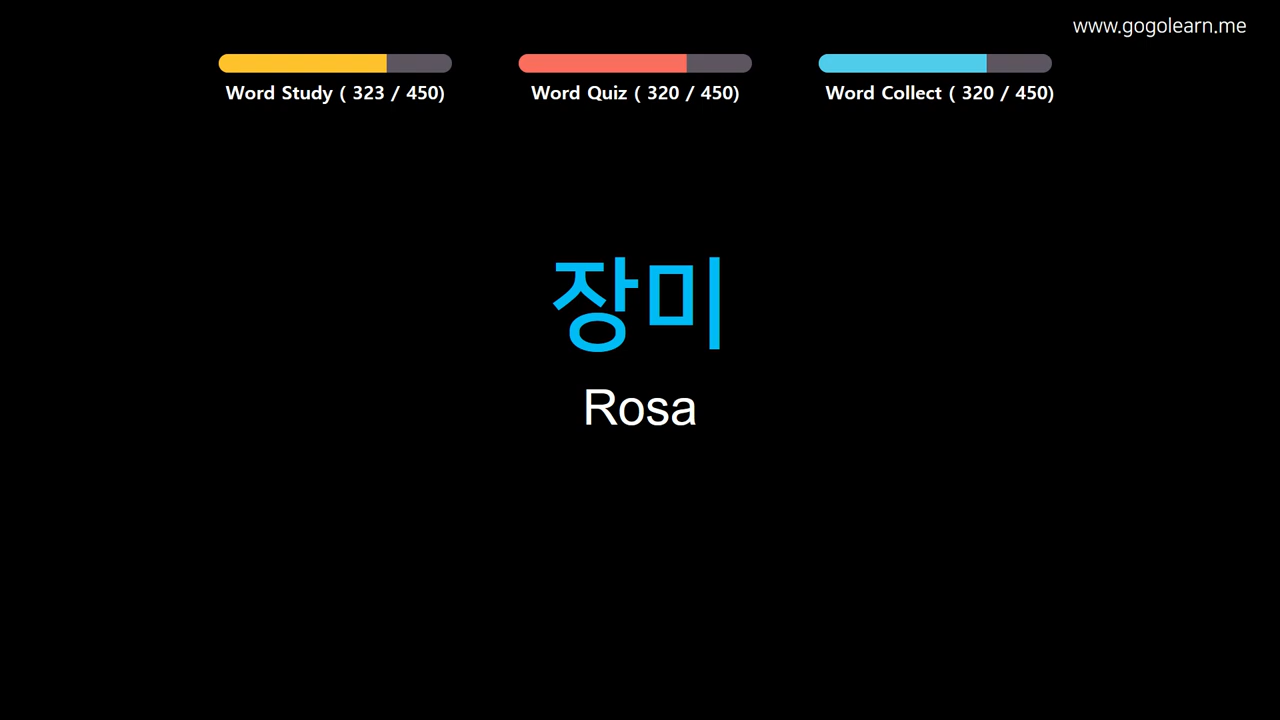 www.gogolearn.me
Word Study ( 323 / 450)
Word Quiz ( 320 / 450)
Word Collect ( 320 / 450)
장미
Rosa